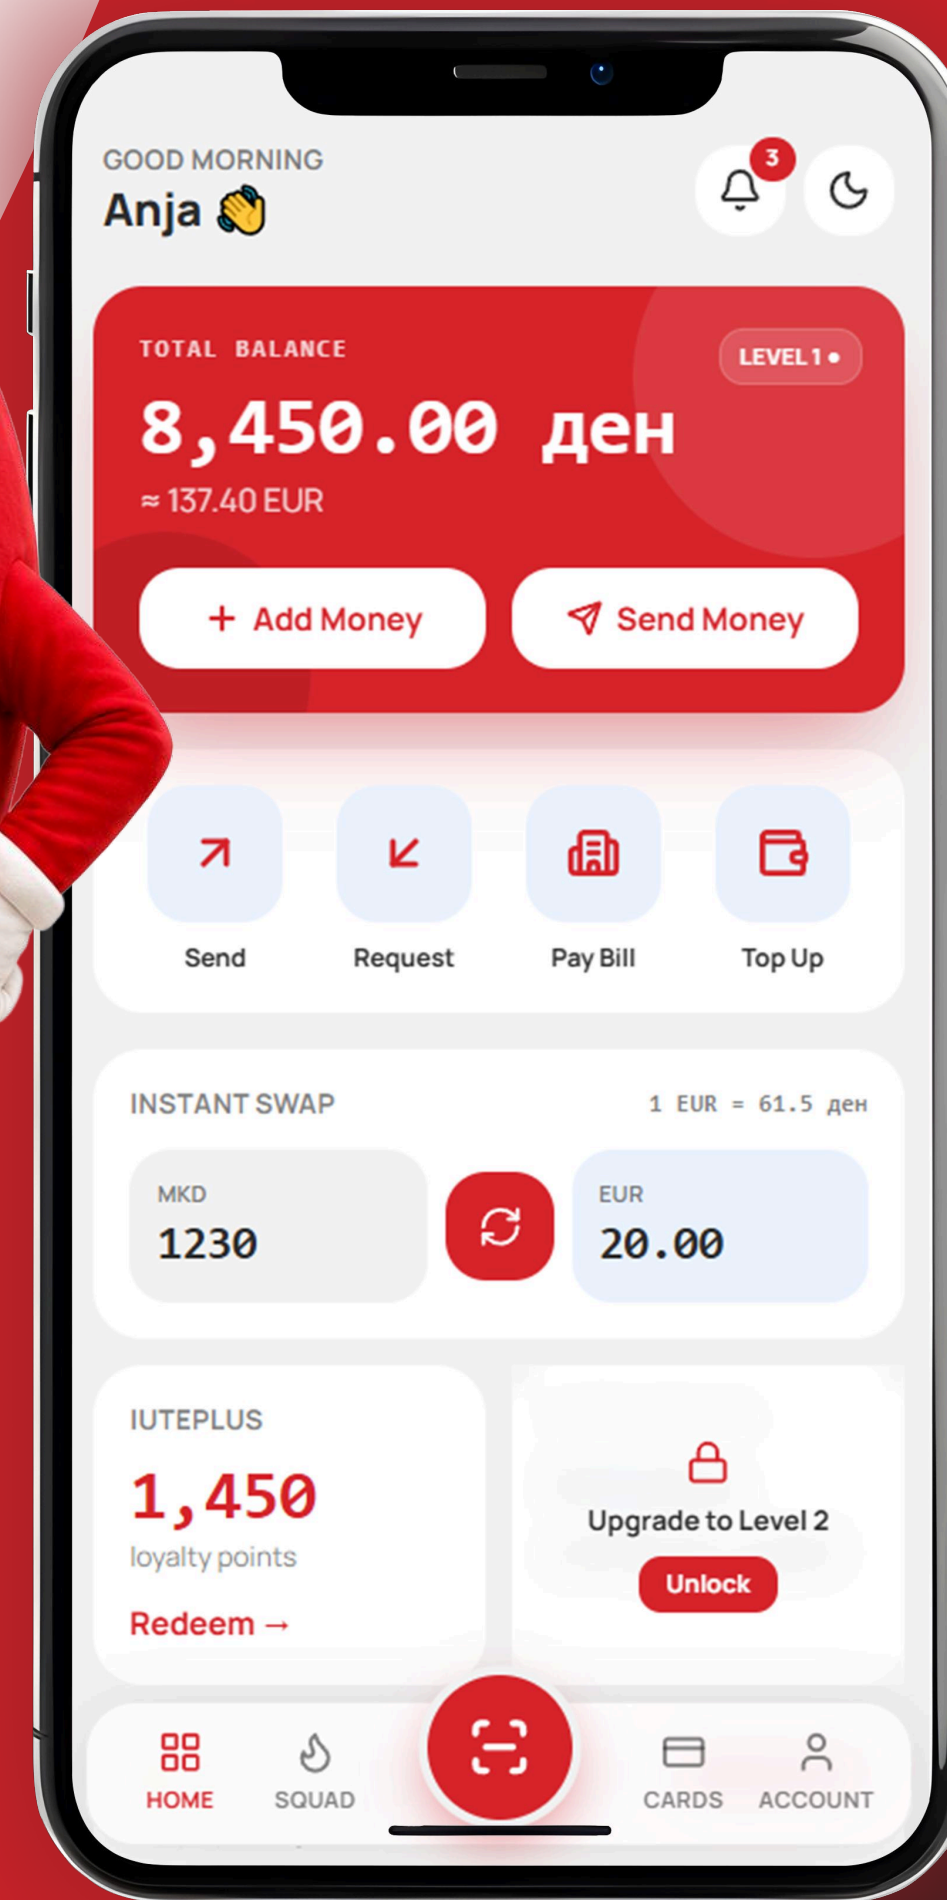 GOOD MORNING
Anja 👋
3
TOTAL BALANCE
LEVEL 1 •
8,450.00 ден
≈ 137.40 EUR
+ Add Money
Send Money
Send
Request
Pay Bill
Top Up
INSTANT SWAP
1 EUR = 61.5 ден
MKD
1230
EUR
20.00
IUTEPLUS
1,450
loyalty points
Redeem →
Upgrade to Level 2
Unlock
HOME
SQUAD
CARDS
ACCOUNT